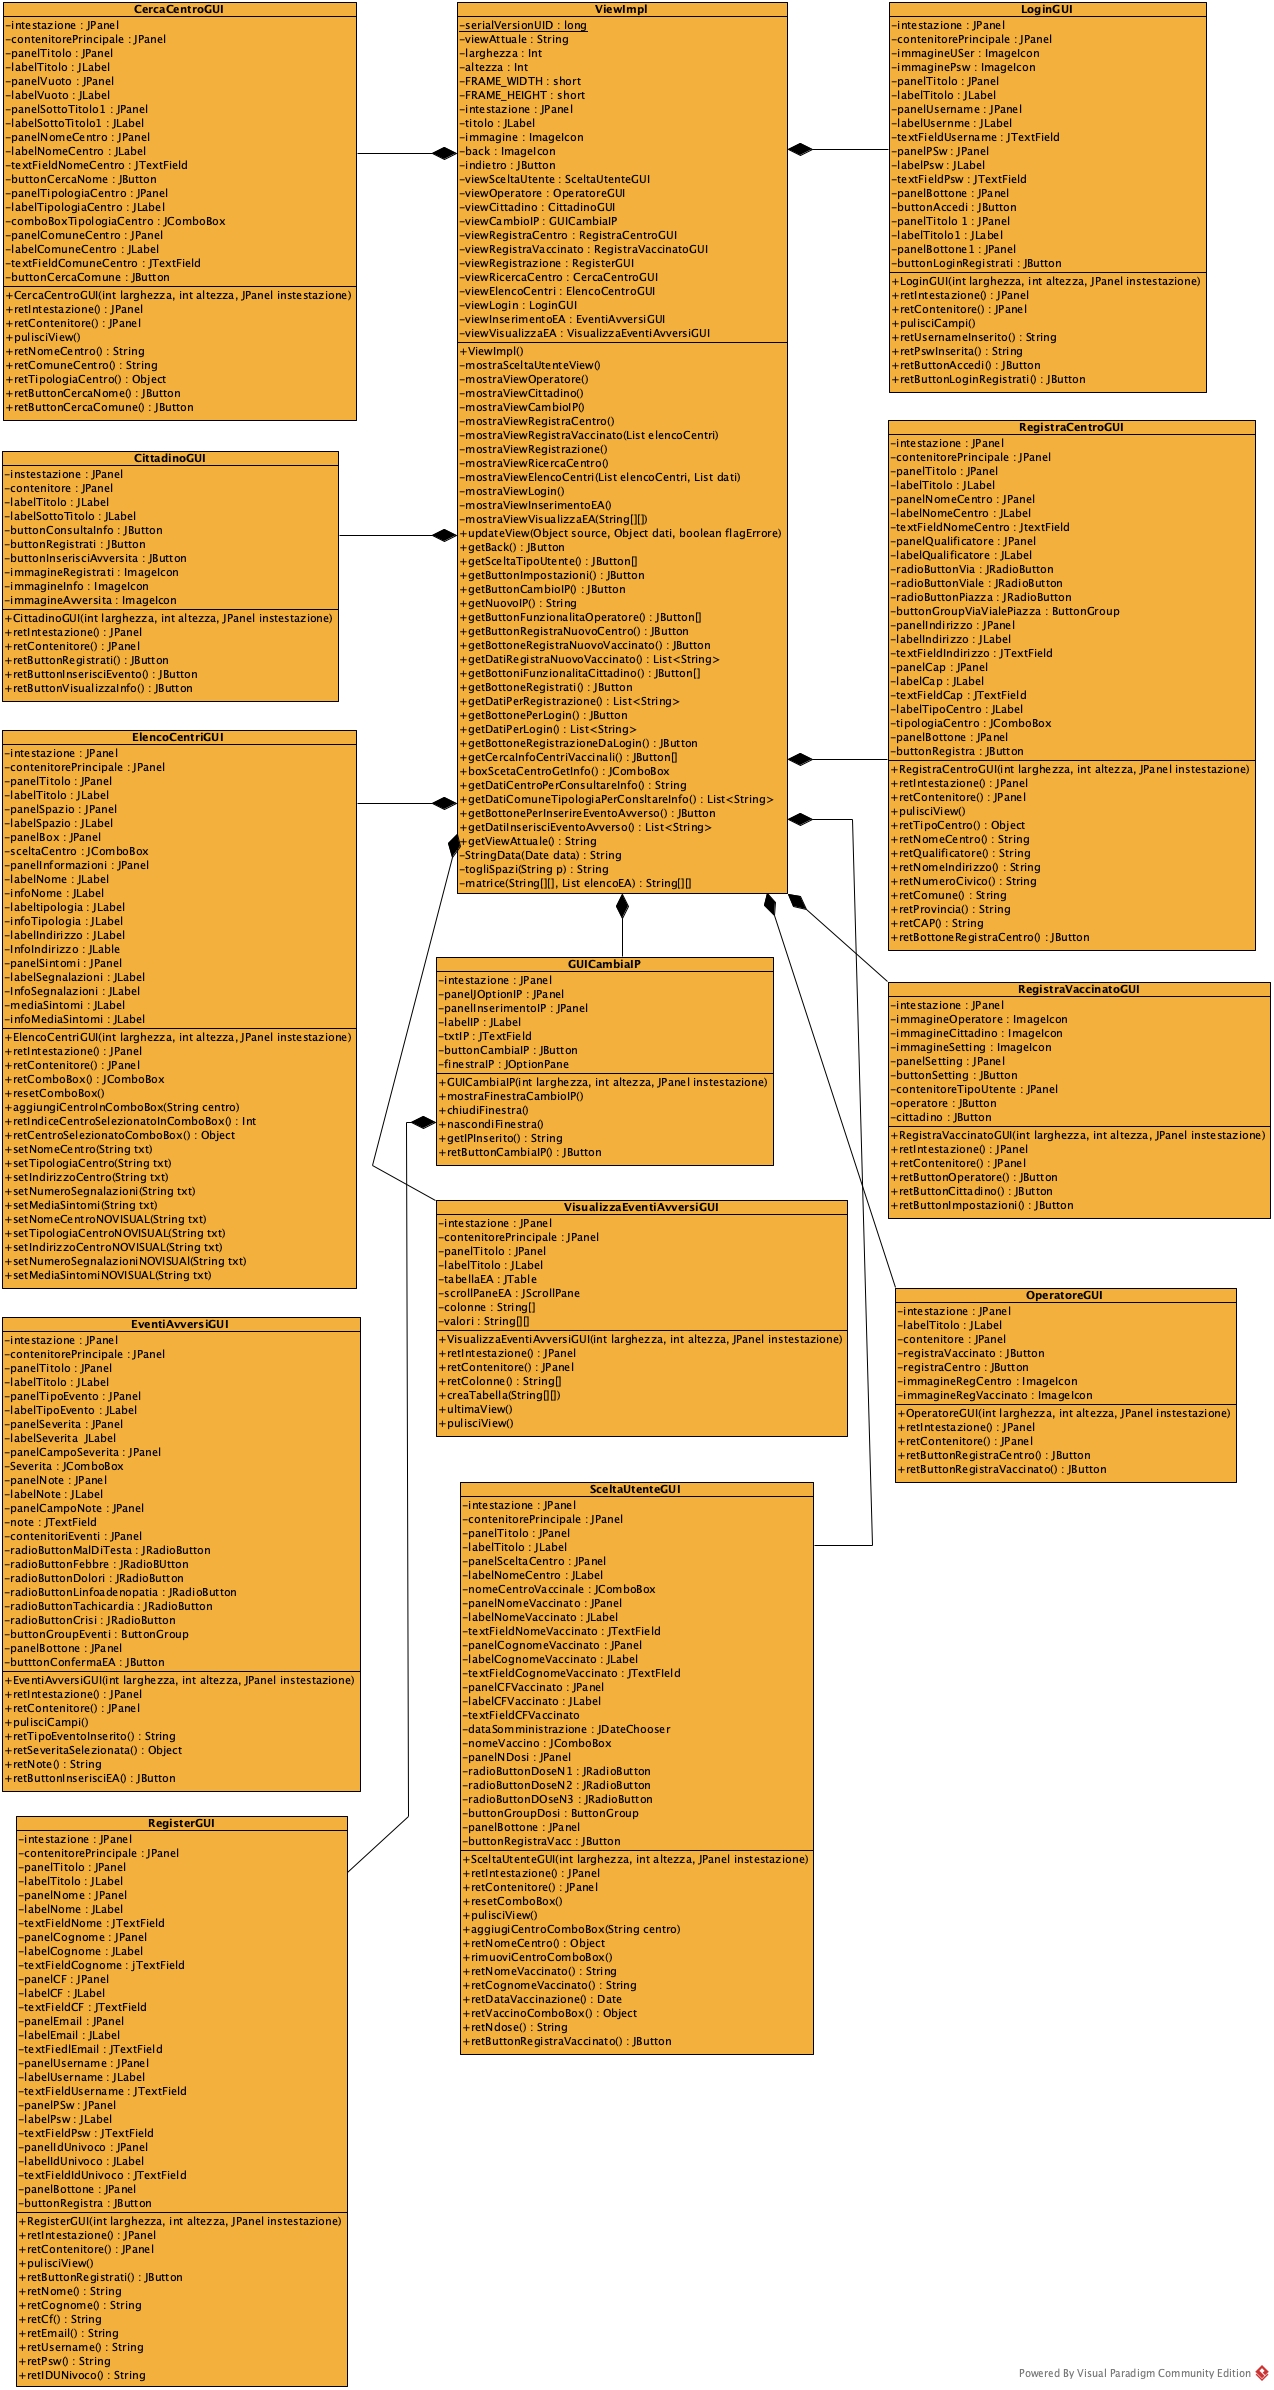 CercaCentroGUI
-intestazione : JPanel
-contenitorePrincipale : JPanel
-panelTitolo : JPanel
-labelTitolo : JLabel
-panelVuoto : JPanel
-labelVuoto : JLabel
-panelSottoTitolo1 : JPanel
-labelSottoTitolo1 : JLabel
-panelNomeCentro : JPanel
-labelNomeCentro : JLabel
-textFieldNomeCentro : JTextField
-buttonCercaNome : JButton
-panelTipologiaCentro : JPanel
-labelTipologiaCentro : JLabel
-comboBoxTipologiaCentro : JComboBox
-panelComuneCentro : JPanel
-labelComuneCentro : JLabel
-textFieldComuneCentro : JTextField
-buttonCercaComune : JButton
+CercaCentroGUI(int larghezza, int altezza, JPanel instestazione)
+retIntestazione() : JPanel
+retContenitore() : JPanel
+pulisciView()
+retNomeCentro() : String
+retComuneCentro() : String
+retTipologiaCentro() : Object
+retButtonCercaNome() : JButton
+retButtonCercaComune() : JButton
CittadinoGUI
-instestazione : JPanel
-contenitore : JPanel
-labelTitolo : JLabel
-labelSottoTitolo : JLabel
-buttonConsultaInfo : JButton
-buttonRegistrati : JButton
-buttonInserisciAvversita : JButton
-immagineRegistrati : ImageIcon
-immagineInfo : ImageIcon
-immagineAvversita : ImageIcon
+CittadinoGUI(int larghezza, int altezza, JPanel instestazione)
+retIntestazione() : JPanel
+retContenitore() : JPanel
+retButtonRegistrati() : JButton
+retButtonInserisciEvento() : JButton
+retButtonVisualizzaInfo() : JButton
ElencoCentriGUI
-intestazione : JPanel
-contenitorePrincipale : JPanel
-panelTitolo : JPanel
-labelTitolo : JLabel
-panelSpazio : JPanel
-labelSpazio : JLabel
-panelBox : JPanel
-sceltaCentro : JComboBox
-panelInformazioni : JPanel
-labelNome : JLabel
-infoNome : JLabel
-labeltipologia : JLabel
-infoTipologia : JLabel
-labelIndirizzo : JLabel
-InfoIndirizzo : JLable
-panelSintomi : JPanel
-labelSegnalazioni : JLabel
-InfoSegnalazioni : JLabel
-mediaSintomi : JLabel
-infoMediaSintomi : JLabel
+ElencoCentriGUI(int larghezza, int altezza, JPanel instestazione)
+retIntestazione() : JPanel
+retContenitore() : JPanel
+retComboBox() : JComboBox
+resetComboBox()
+aggiungiCentroInComboBox(String centro)
+retIndiceCentroSelezionatoInComboBox() : Int
+retCentroSelezionatoComboBox() : Object
+setNomeCentro(String txt)
+setTipologiaCentro(String txt)
+setIndirizzoCentro(String txt)
+setNumeroSegnalazioni(String txt)
+setMediaSintomi(String txt)
+setNomeCentroNOVISUAL(String txt)
+setTipologiaCentroNOVISUAL(String txt)
+setIndirizzoCentroNOVISUAL(String txt)
+setNumeroSegnalazioniNOVISUAl(String txt)
+setMediaSintomiNOVISUAL(String txt)
EventiAvversiGUI
-intestazione : JPanel
-contenitorePrincipale : JPanel
-panelTitolo : JPanel
-labelTitolo : JLabel
-panelTipoEvento : JPanel
-labelTipoEvento : JLabel
-panelSeverita : JPanel
-labelSeverita  JLabel
-panelCampoSeverita : JPanel
-Severita : JComboBox
-panelNote : JPanel
-labelNote : JLabel
-panelCampoNote : JPanel
-note : JTextField
-contenitoriEventi : JPanel
-radioButtonMalDiTesta : JRadioButton
-radioButtonFebbre : JRadioBUtton
-radioButtonDolori : JRadioButton
-radioButtonLinfoadenopatia : JRadioButton
-radioButtonTachicardia : JRadioButton
-radioButtonCrisi : JRadioButton
-buttonGroupEventi : ButtonGroup
-panelBottone : JPanel
-butttonConfermaEA : JButton
+EventiAvversiGUI(int larghezza, int altezza, JPanel instestazione)
+retIntestazione() : JPanel
+retContenitore() : JPanel
+pulisciCampi()
+retTipoEventoInserito() : String
+retSeveritaSelezionata() : Object
+retNote() : String
+retButtonInserisciEA() : JButton
RegisterGUI
-intestazione : JPanel
-contenitorePrincipale : JPanel
-panelTitolo : JPanel
-labelTitolo : JLabel
-panelNome : JPanel
-labelNome : JLabel
-textFieldNome : JTextField
-panelCognome : JPanel
-labelCognome : JLabel
-textFieldCognome : jTextField
-panelCF : JPanel
-labelCF : JLabel
-textFieldCF : JTextField
-panelEmail : JPanel
-labelEmail : JLabel
-textFiedlEmail : JTextField
-panelUsername : JPanel
-labelUsername : JLabel
-textFieldUsername : JTextField
-panelPSw : JPanel
-labelPsw : JLabel
-textFieldPsw : JTextField
-panelIdUnivoco : JPanel
-labelIdUnivoco : JLabel
-textFieldIdUnivoco : JTextField
-panelBottone : JPanel
-buttonRegistra : JButton
+RegisterGUI(int larghezza, int altezza, JPanel instestazione)
+retIntestazione() : JPanel
+retContenitore() : JPanel
+pulisciView()
+retButtonRegistrati() : JButton
+retNome() : String
+retCognome() : String
+retCf() : String
+retEmail() : String
+retUsername() : String
+retPsw() : String
+retIDUNivoco() : String
ViewImpl
-serialVersionUID : long
-viewAttuale : String
-larghezza : Int
-altezza : Int
-FRAME_WIDTH : short
-FRAME_HEIGHT : short
-intestazione : JPanel
-titolo : JLabel
-immagine : ImageIcon
-back : ImageIcon
-indietro : JButton
-viewSceltaUtente : SceltaUtenteGUI
-viewOperatore : OperatoreGUI
-viewCittadino : CittadinoGUI
-viewCambioIP : GUICambiaIP
-viewRegistraCentro : RegistraCentroGUI
-viewRegistraVaccinato : RegistraVaccinatoGUI
-viewRegistrazione : RegisterGUI
-viewRicercaCentro : CercaCentroGUI
-viewElencoCentri : ElencoCentroGUI
-viewLogin : LoginGUI
-viewInserimentoEA : EventiAvversiGUI
-viewVisualizzaEA : VisualizzaEventiAvversiGUI
+ViewImpl()
-mostraSceltaUtenteView()
-mostraViewOperatore()
-mostraViewCittadino()
-mostraViewCambioIP()
-mostraViewRegistraCentro()
-mostraViewRegistraVaccinato(List elencoCentri)
-mostraViewRegistrazione()
-mostraViewRicercaCentro()
-mostraViewElencoCentri(List elencoCentri, List dati)
-mostraViewLogin()
-mostraViewInserimentoEA()
-mostraViewVisualizzaEA(String[][])
+updateView(Object source, Object dati, boolean flagErrore)
+getBack() : JButton
+getSceltaTipoUtente() : JButton[]
+getButtonImpostazioni() : JButton
+getButtonCambioIP() : JButton
+getNuovoIP() : String
+getButtonFunzionalitaOperatore() : JButton[]
+getButtonRegistraNuovoCentro() : JButton
+getBottoneRegistraNuovoVaccinato() : JButton
+getDatiRegistraNuovoVaccinato() : List<String>
+getBottoniFunzionalitaCittadino() : JButton[]
+getBottoneRegistrati() : JButton
+getDatiPerRegistrazione() : List<String>
+getBottonePerLogin() : JButton
+getDatiPerLogin() : List<String>
+getBottoneRegistrazioneDaLogin() : JButton
+getCercaInfoCentriVaccinali() : JButton[]
+boxScetaCentroGetInfo() : JComboBox
+getDatiCentroPerConsultareInfo() : String
+getDatiComuneTipologiaPerConsltareInfo() : List<String>
+getBottonePerInserireEventoAvverso() : JButton
+getDatiInserisciEventoAvverso() : List<String>
+getViewAttuale() : String
-StringData(Date data) : String
-togliSpazi(String p) : String
-matrice(String[][], List elencoEA) : String[][]
GUICambiaIP
-intestazione : JPanel
-panelJOptionIP : JPanel
-panelInserimentoIP : JPanel
-labelIP : JLabel
-txtIP : JTextField
-buttonCambiaIP : JButton
-finestraIP : JOptionPane
+GUICambiaIP(int larghezza, int altezza, JPanel instestazione)
+mostraFinestraCambioIP()
+chiudiFinestra()
+nascondiFinestra()
+getIPInserito() : String
+retButtonCambiaIP() : JButton
VisualizzaEventiAvversiGUI
-intestazione : JPanel
-contenitorePrincipale : JPanel
-panelTitolo : JPanel
-labelTitolo : JLabel
-tabellaEA : JTable
-scrollPaneEA : JScrollPane
-colonne : String[]
-valori : String[][]
+VisualizzaEventiAvversiGUI(int larghezza, int altezza, JPanel instestazione)
+retIntestazione() : JPanel
+retContenitore() : JPanel
+retColonne() : String[]
+creaTabella(String[][])
+ultimaView()
+pulisciView()
SceltaUtenteGUI
-intestazione : JPanel
-contenitorePrincipale : JPanel
-panelTitolo : JPanel
-labelTitolo : JLabel
-panelSceltaCentro : JPanel
-labelNomeCentro : JLabel
-nomeCentroVaccinale : JComboBox
-panelNomeVaccinato : JPanel
-labelNomeVaccinato : JLabel
-textFieldNomeVaccinato : JTextField
-panelCognomeVaccinato : JPanel
-labelCognomeVaccinato : JLabel
-textFieldCognomeVaccinato : JTextFIeld
-panelCFVaccinato : JPanel
-labelCFVaccinato : JLabel
-textFieldCFVaccinato
-dataSomministrazione : JDateChooser
-nomeVaccino : JComboBox
-panelNDosi : JPanel
-radioButtonDoseN1 : JRadioButton
-radioButtonDoseN2 : JRadioButton
-radioButtonDOseN3 : JRadioButton
-buttonGroupDosi : ButtonGroup
-panelBottone : JPanel
-buttonRegistraVacc : JButton
+SceltaUtenteGUI(int larghezza, int altezza, JPanel instestazione)
+retIntestazione() : JPanel
+retContenitore() : JPanel
+resetComboBox()
+pulisciView()
+aggiugiCentroComboBox(String centro)
+retNomeCentro() : Object
+rimuoviCentroComboBox()
+retNomeVaccinato() : String
+retCognomeVaccinato() : String
+retDataVaccinazione() : Date
+retVaccinoComboBox() : Object
+retNdose() : String
+retButtonRegistraVaccinato() : JButton
LoginGUI
-intestazione : JPanel
-contenitorePrincipale : JPanel
-immagineUSer : ImageIcon
-immaginePsw : ImageIcon
-panelTitolo : JPanel
-labelTitolo : JLabel
-panelUsername : JPanel
-labelUsernme : JLabel
-textFieldUsername : JTextField
-panelPSw : JPanel
-labelPsw : JLabel
-textFieldPsw : JTextField
-panelBottone : JPanel
-buttonAccedi : JButton
-panelTitolo 1 : JPanel
-labelTitolo1 : JLabel
-panelBottone1 : JPanel
-buttonLoginRegistrati : JButton
+LoginGUI(int larghezza, int altezza, JPanel instestazione)
+retIntestazione() : JPanel
+retContenitore() : JPanel
+pulisciCampi()
+retUsernameInserito() : String
+retPswInserita() : String
+retButtonAccedi() : JButton
+retButtonLoginRegistrati() : JButton
RegistraCentroGUI
-intestazione : JPanel
-contenitorePrincipale : JPanel
-panelTitolo : JPanel
-labelTitolo : JLabel
-panelNomeCentro : JPanel
-labelNomeCentro : JLabel
-textFieldNomeCentro : JtextField
-panelQualificatore : JPanel
-labelQualificatore : JLabel
-radioButtonVia : JRadioButton
-radioButtonViale : JRadioButton
-radioButtonPiazza : JRadioButton
-buttonGroupViaVialePiazza : ButtonGroup
-panelIndirizzo : JPanel
-labelIndirizzo : JLabel
-textFieldIndirizzo : JTextField
-panelCap : JPanel
-labelCap : JLabel
-textFieldCap : JTextField
-labelTipoCentro : JLabel
-tipologiaCentro : JComboBox
-panelBottone : JPanel
-buttonRegistra : JButton
+RegistraCentroGUI(int larghezza, int altezza, JPanel instestazione)
+retIntestazione() : JPanel
+retContenitore() : JPanel
+pulisciView()
+retTipoCentro() : Object
+retNomeCentro() : String
+retQualificatore() : String
+retNomeIndirizzo() : String
+retNumeroCivico() : String
+retComune() : String
+retProvincia() : String
+retCAP() : String
+retBottoneRegistraCentro() : JButton
RegistraVaccinatoGUI
-intestazione : JPanel
-immagineOperatore : ImageIcon
-immagineCittadino : ImageIcon
-immagineSetting : ImageIcon
-panelSetting : JPanel
-buttonSetting : JButton
-contenitoreTipoUtente : JPanel
-operatore : JButton
-cittadino : JButton
+RegistraVaccinatoGUI(int larghezza, int altezza, JPanel instestazione)
+retIntestazione() : JPanel
+retContenitore() : JPanel
+retButtonOperatore() : JButton
+retButtonCittadino() : JButton
+retButtonImpostazioni() : JButton
OperatoreGUI
-intestazione : JPanel
-labelTitolo : JLabel
-contenitore : JPanel
-registraVaccinato : JButton
-registraCentro : JButton
-immagineRegCentro : ImageIcon
-immagineRegVaccinato : ImageIcon
+OperatoreGUI(int larghezza, int altezza, JPanel instestazione)
+retIntestazione() : JPanel
+retContenitore() : JPanel
+retButtonRegistraCentro() : JButton
+retButtonRegistraVaccinato() : JButton
Powered By Visual Paradigm Community Edition